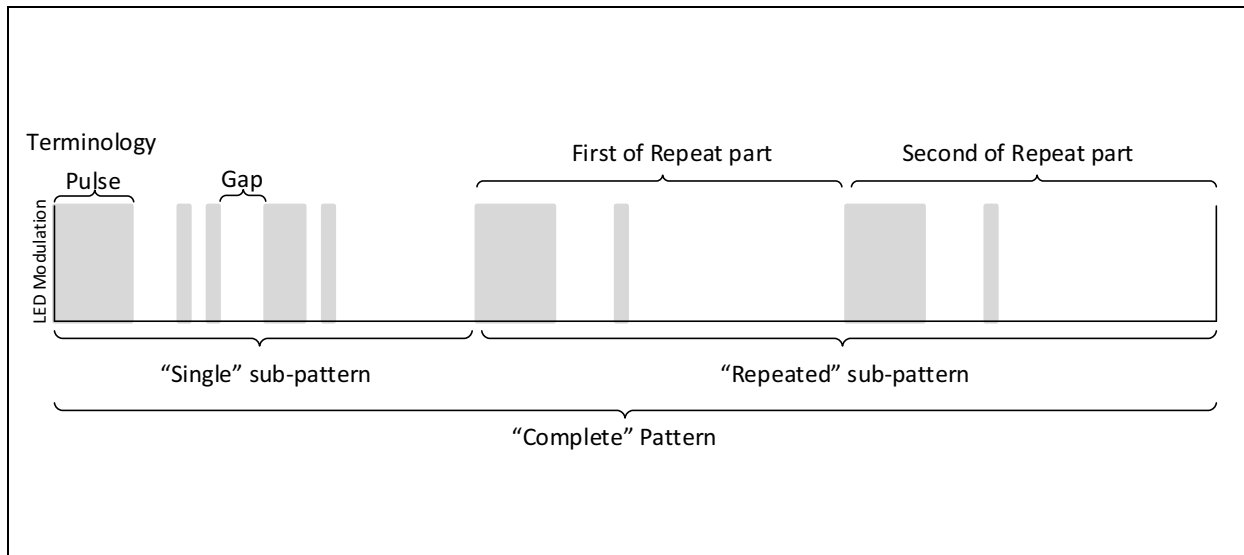 Terminology
Pulse
Gap
First of Repeat part
Second of Repeat part
LED Modulation
“Single” sub-pattern
“Repeated” sub-pattern
“Complete” Pattern